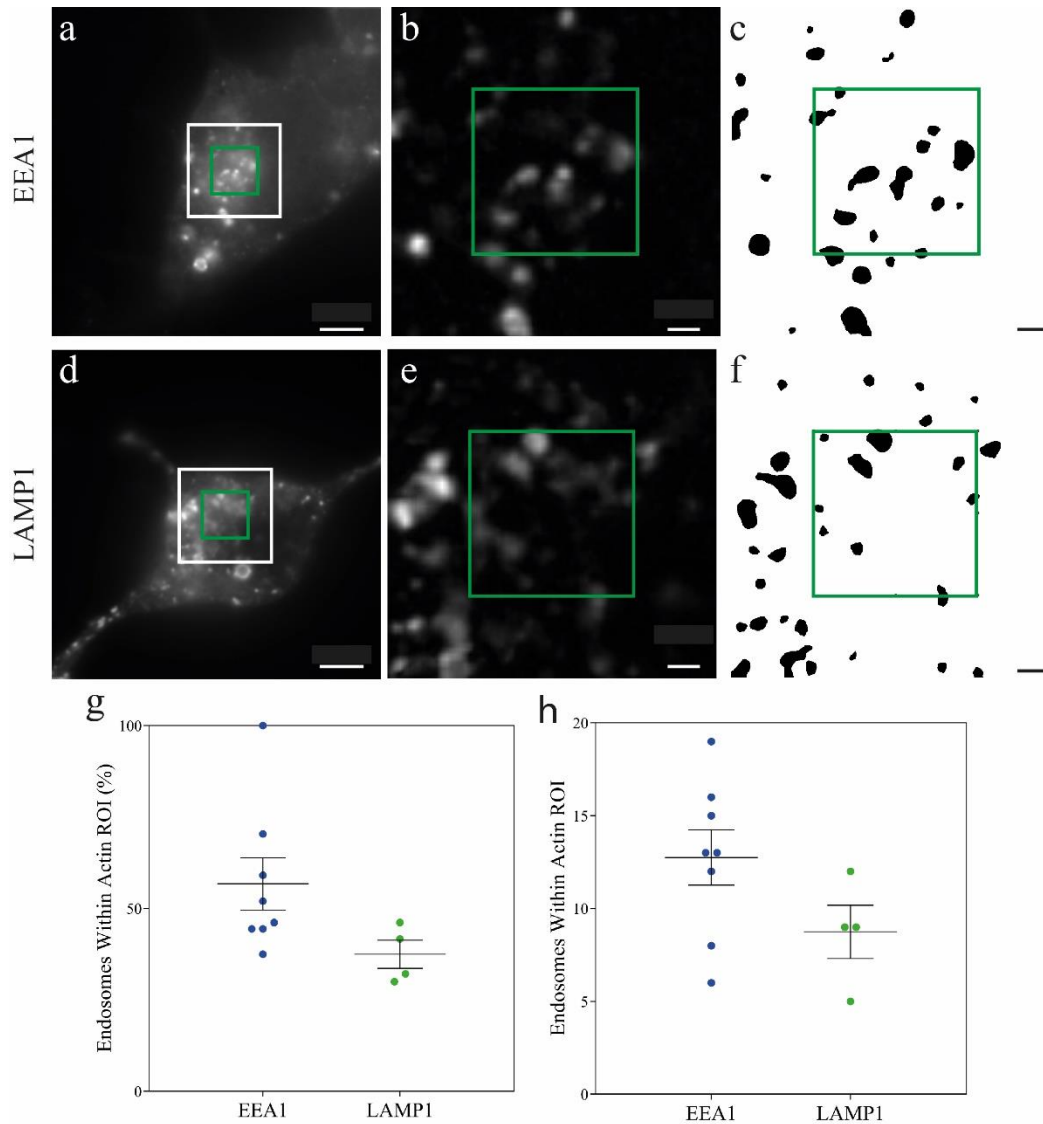 a
b
c
EEA1
d
e
f
LAMP1
g
h
100
50
0
Endosomes Within Actin ROI (%)
EEA1
LAMP1
20
15
10
5
0
Endosomes Within Actin ROI
EEA1
LAMP1